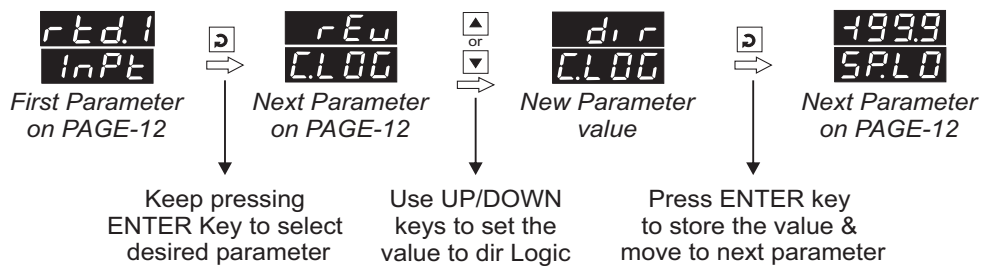 rtd.1
InPt
First Parameter
on PAGE-12
rEu
C.LOG
Next Parameter
on PAGE-12
or
dir
C.LOG
New Parameter
value
-199.9
SP.LO
Next Parameter
on PAGE-12
Keep pressing
ENTER Key to select
desired parameter
Use UP/DOWN
keys to set the
value to dir Logic
Press ENTER key
to store the value &
move to next parameter